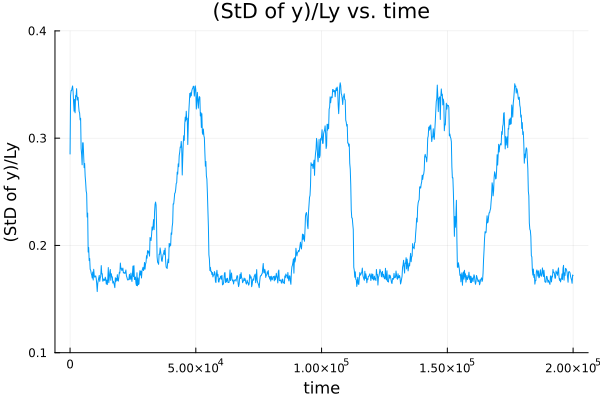 (StD of y)/Ly vs. time
0.4
0.3
0.2
0.1
(StD of y)/Ly
0 5.00×10⁴ 1.00×10⁵ 1.50×10⁵ 2.00×10⁵
time